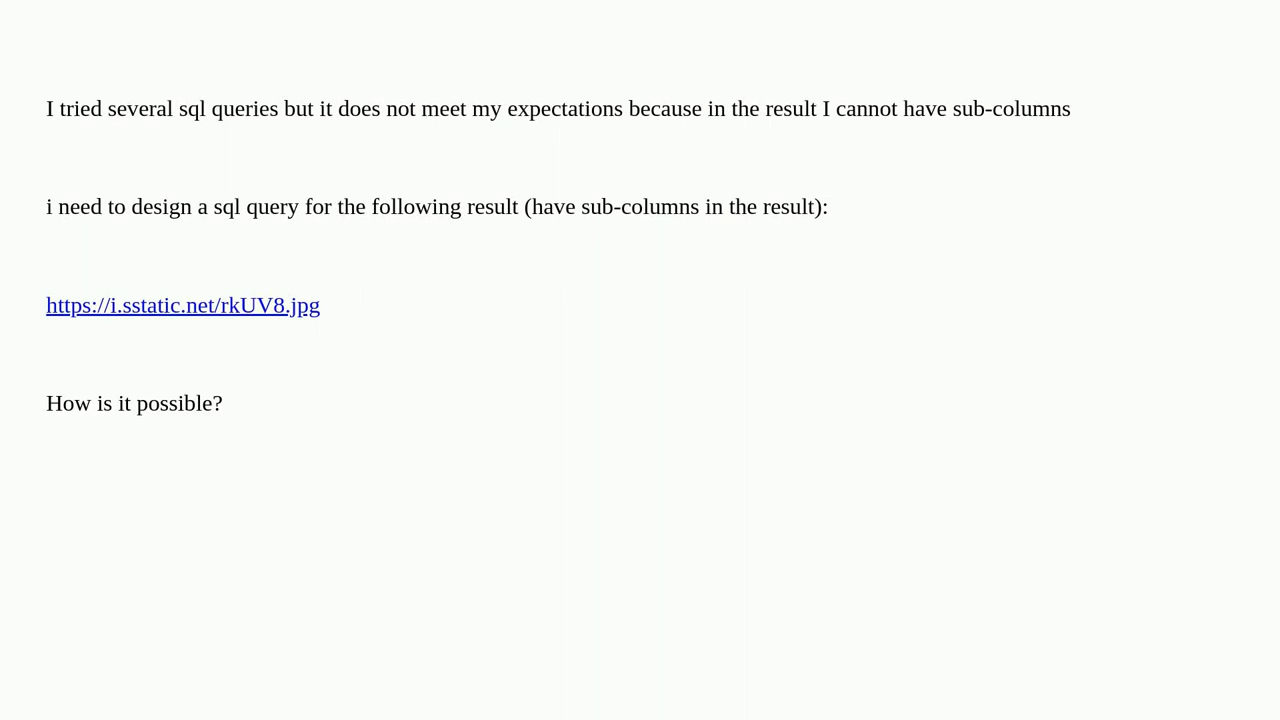 I tried several sql queries but it does not meet my expectations because in the result I cannot have sub-columns
i need to design a sql query for the following result (have sub-columns in the result):
https://i.sstatic.net/rkUV8.jpg
How is it possible?